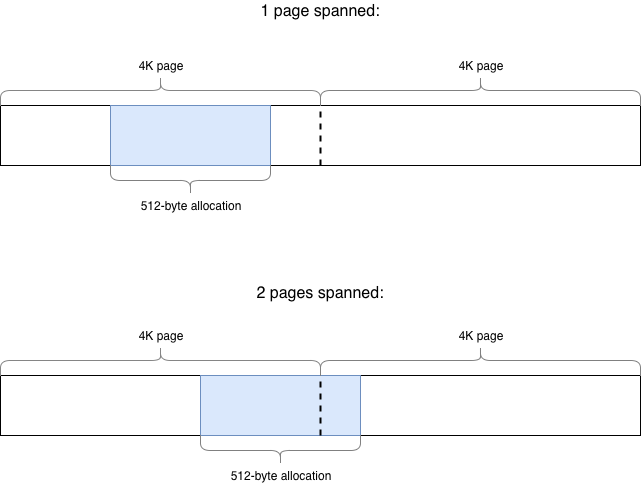 1 page spanned:
4K page
4K page
512-byte allocation
2 pages spanned:
4K page
4K page
512-byte allocation